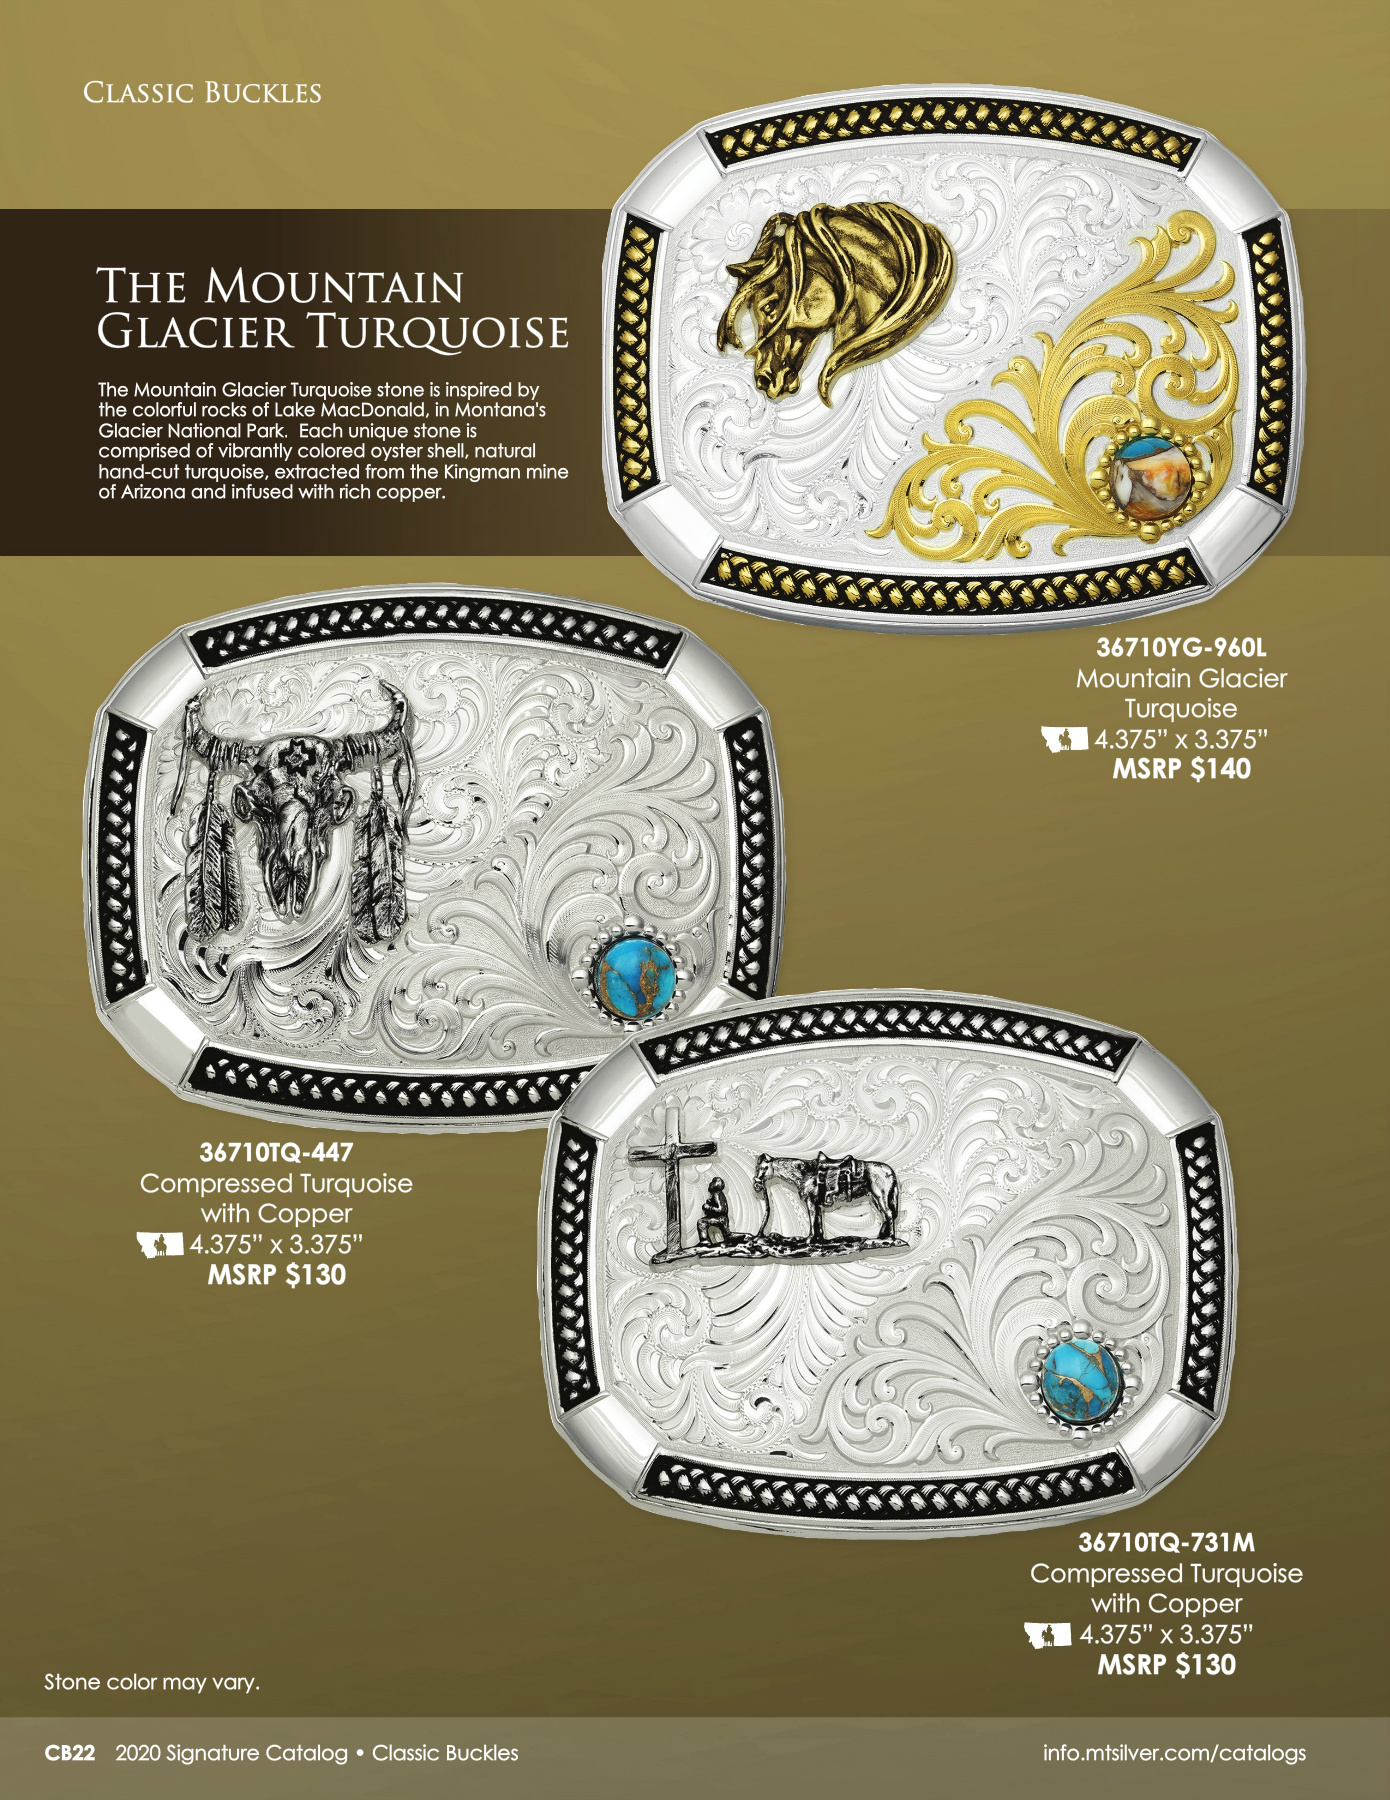 Classic Buckles
The Mountain
Glacier Turquoise
The Mountain Glacier Turquoise stone is inspired by
the colorful rocks of Lake MacDonald, in Montana's
Glacier National Park.  Each unique stone is
comprised of vibrantly colored oyster shell, natural
hand-cut turquoise, extracted from the Kingman mine
of Arizona and infused with rich copper.
36710YG-960L
Mountain Glacier
Turquoise
4.375” x 3.375”
MSRP $140
36710TQ-447
Compressed Turquoise
with Copper
4.375” x 3.375”
MSRP $130
36710TQ-731M
Compressed Turquoise
with Copper
4.375” x 3.375”
MSRP $130
Stone color may vary.
CB22 2020 Signature Catalog • Classic Buckles
info.mtsilver.com/catalogs